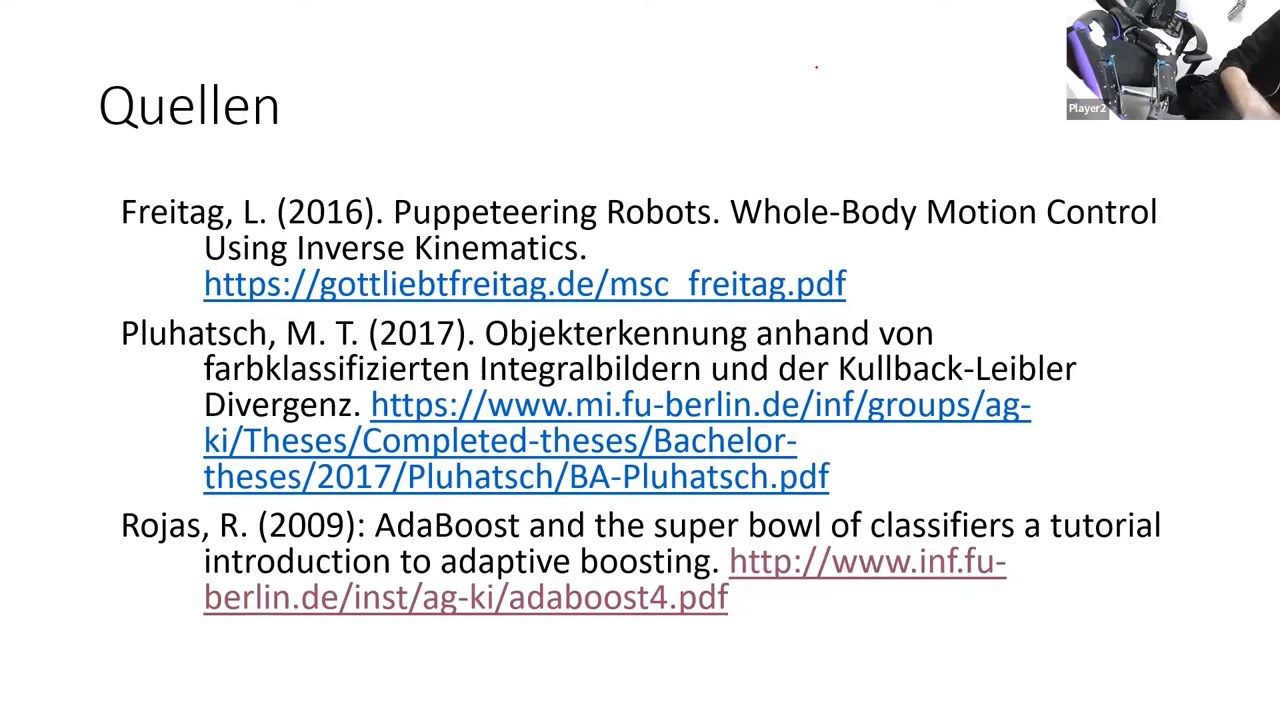 Player2
Quellen
Freitag, L. (2016). Puppeteering Robots. Whole-Body Motion Control
Using Inverse Kinematics.
https://gottliebtfreitag.de/msc_freitag.pdf
Pluhatsch, M. T. (2017). Objekterkennung anhand von
farbklassifizierten Integralbildern und der Kullback-Leibler
Divergenz. https://www.mi.fu-berlin.de/inf/groups/ag-
ki/Theses/Completed-theses/Bachelor-
theses/2017/Pluhatsch/BA-Pluhatsch.pdf
Rojas, R. (2009): AdaBoost and the super bowl of classifiers a tutorial
introduction to adaptive boosting. http://www.inf.fu-
berlin.de/inst/ag-ki/adaboost4.pdf